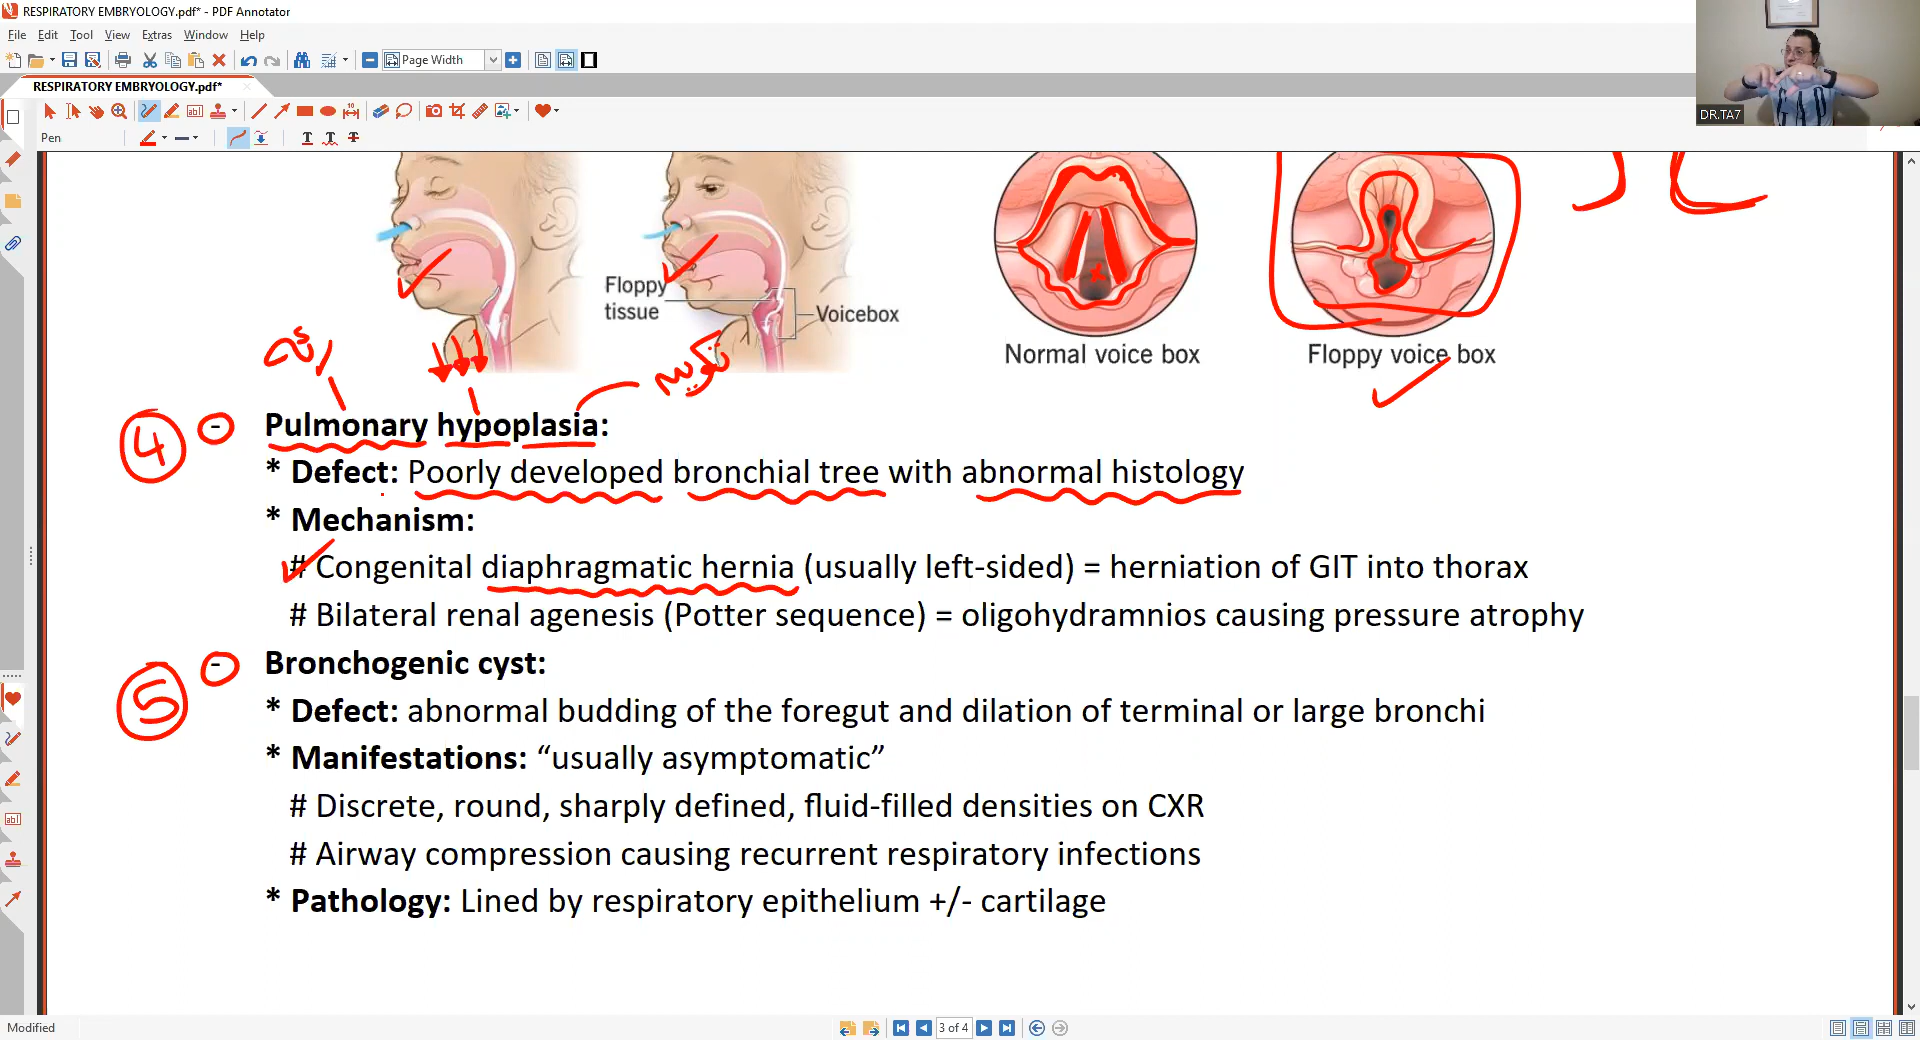 RESPIRATORY EMBRYOLOGY.pdf* - PDF Annotator
File Edit Tool View Extras Window Help
Page Width
RESPIRATORY EMBRYOLOGY.pdf*
DR.TA7
Pen
Floppy
tissue
Voicebox
Normal voice box
Floppy voice box
4 - Pulmonary hypoplasia:
* Defect: Poorly developed bronchial tree with abnormal histology
* Mechanism:
# Congenital diaphragmatic hernia (usually left-sided) = herniation of GIT into thorax
# Bilateral renal agenesis (Potter sequence) = oligohydramnios causing pressure atrophy
5 - Bronchogenic cyst:
* Defect: abnormal budding of the foregut and dilation of terminal or large bronchi
* Manifestations: “usually asymptomatic”
# Discrete, round, sharply defined, fluid-filled densities on CXR
# Airway compression causing recurrent respiratory infections
* Pathology: Lined by respiratory epithelium +/- cartilage
Modified
3 of 4